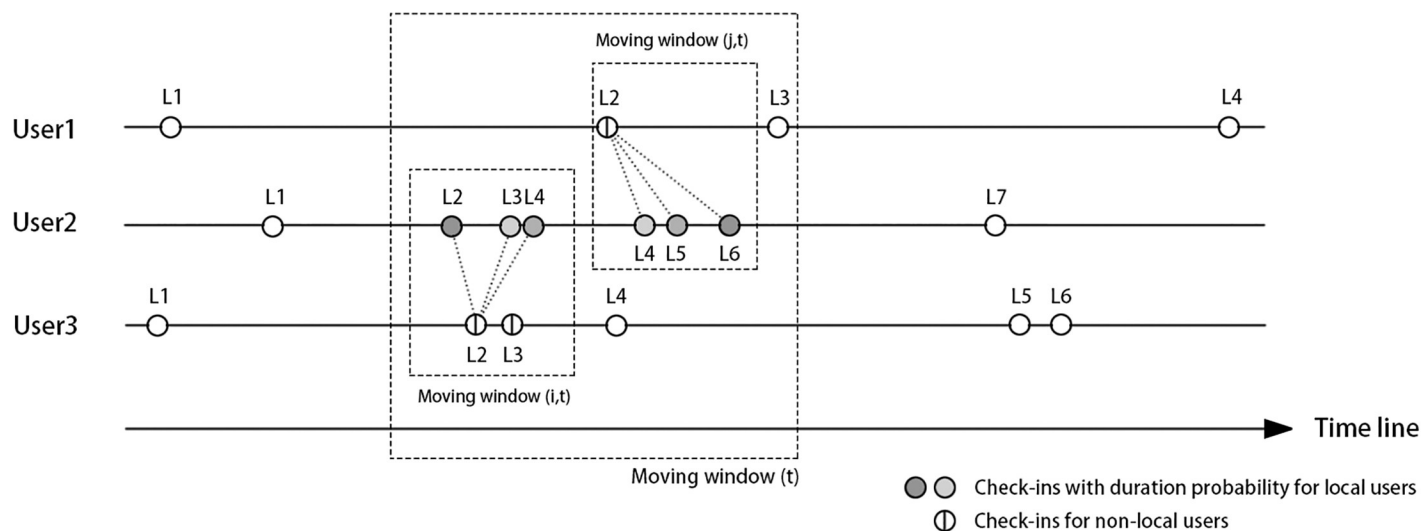 Moving window (j,t)
L1 L2 L3 L4
User1
L1 L2 L3 L4 L7
User2
L4 L5 L6
L1 L4 L5 L6
User3
L2 L3
Moving window (i,t)
Time line
Moving window (t)
Check-ins with duration probability for local users
Check-ins for non-local users